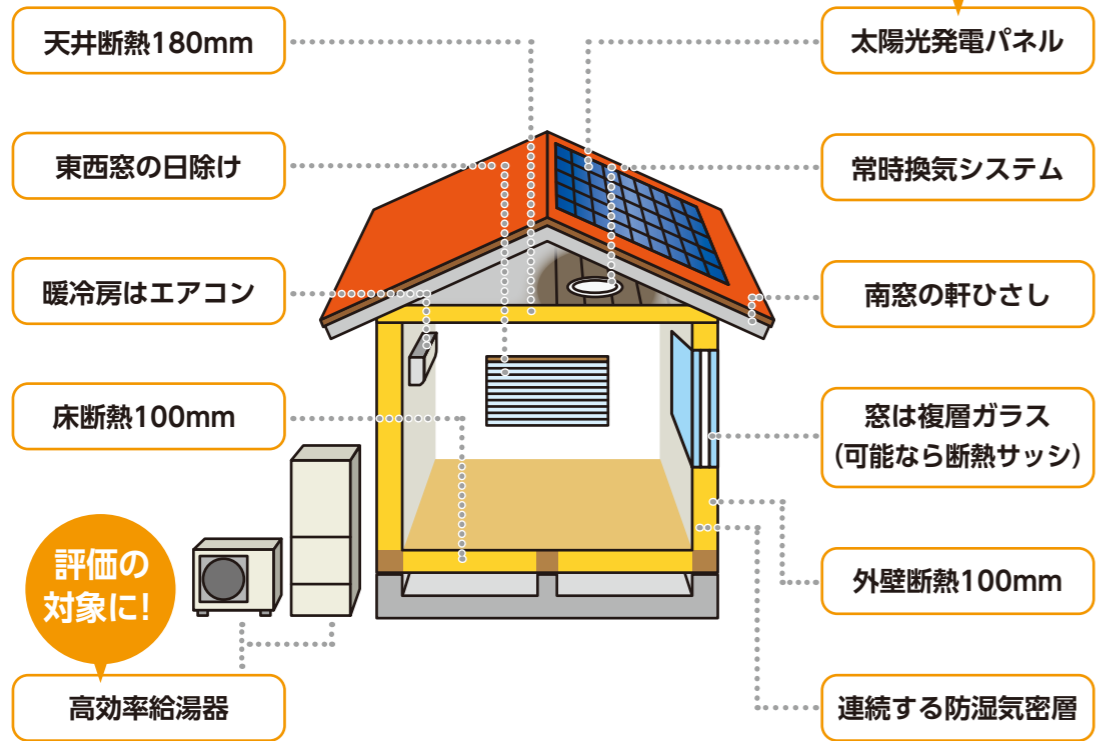 天井断熱180mm
東西窓の日除け
暖冷房はエアコン
床断熱100mm
評価の
対象に!
高効率給湯器
太陽光発電パネル
常時換気システム
南窓の軒ひさし
窓は複層ガラス
(可能なら断熱サッシ)
外壁断熱100mm
連続する防湿気密層